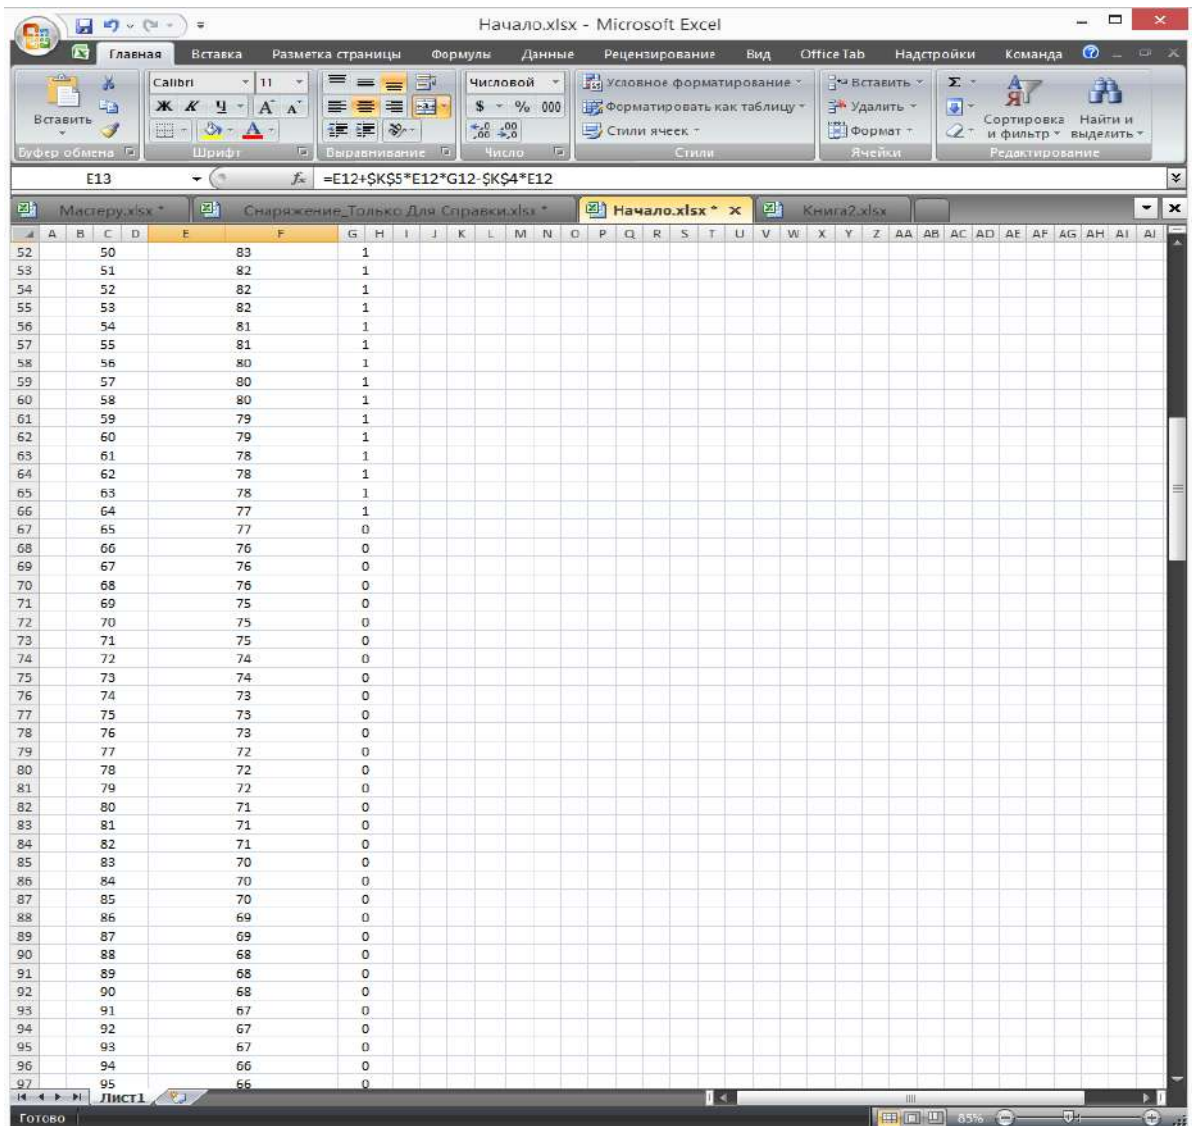 Начало.xlsx - Microsoft Excel
Главная Вставка Разметка страницы Формулы Данные Рецензирование Вид Office Tab Надстройки Команда
Calibri 11 Числовой Условное форматирование Вставить Σ
Вставить Ж К Ч А А $ % 000 Форматировать как таблицу Удалить Сортировка и фильтр Найти и выделить
Стили ячеек Формат
Буфер обмена Шрифт Выравнивание Число Стили Ячейки Редактирование
E13 fx =E12+$K$5*E12*G12-$K$4*E12
Мастеру.xlsx * Снаряжение_Только Для Справки.xlsx * Начало.xlsx * Книга2.xlsx
A B C D E F G H I J K L M N O P Q R S T U V W X Y Z AA AB AC AD AE AF AG AH AI AJ
52 50 83 1
53 51 82 1
54 52 82 1
55 53 82 1
56 54 81 1
57 55 81 1
58 56 80 1
59 57 80 1
60 58 80 1
61 59 79 1
62 60 79 1
63 61 78 1
64 62 78 1
65 63 78 1
66 64 77 1
67 65 77 0
68 66 76 0
69 67 76 0
70 68 76 0
71 69 75 0
72 70 75 0
73 71 75 0
74 72 74 0
75 73 74 0
76 74 73 0
77 75 73 0
78 76 73 0
79 77 72 0
80 78 72 0
81 79 72 0
82 80 71 0
83 81 71 0
84 82 71 0
85 83 70 0
86 84 70 0
87 85 70 0
88 86 69 0
89 87 69 0
90 88 68 0
91 89 68 0
92 90 68 0
93 91 67 0
94 92 67 0
95 93 67 0
96 94 66 0
97 95 66 0
Лист1
Готово 85%